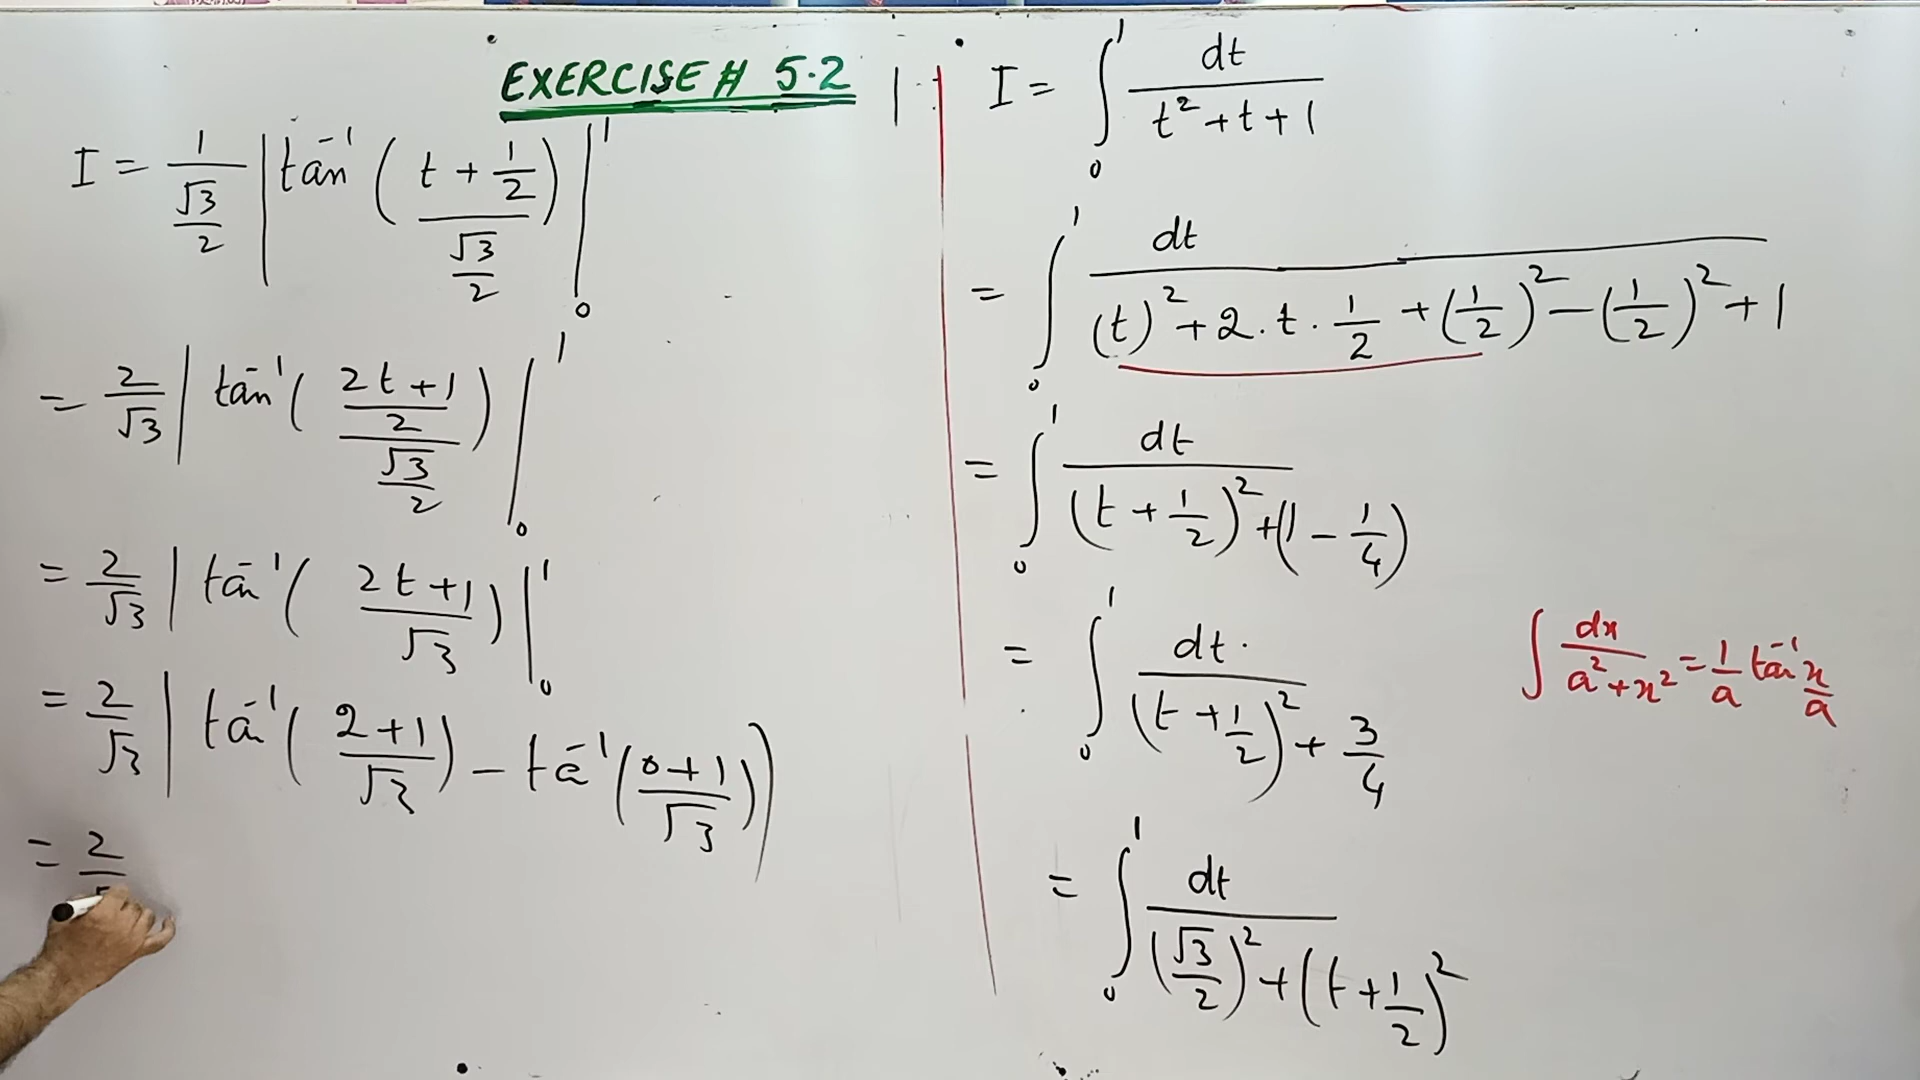 EXERCISE # 5.2
I = ∫₀¹ dt / (t² + t + 1)
= ∫₀¹ dt / ((t)² + 2 . t . 1/2 + (1/2)² − (1/2)² + 1)
= ∫₀¹ dt / ((t + 1/2)² + (1 − 1/4))
= ∫₀¹ dt / ((t + 1/2)² + 3/4)
∫ dx / (a² + x²) = 1/a tan⁻¹ x/a
= ∫₀¹ dt / ((√3/2)² + (t + 1/2)²)
I = 1/(√3/2) | tan⁻¹ ((t + 1/2) / (√3/2)) |₀¹
= 2/√3 | tan⁻¹ (((2t + 1)/2) / (√3/2)) |₀¹
= 2/√3 | tan⁻¹ ((2t + 1)/√3) |₀¹
= 2/√3 | tan⁻¹ ((2 + 1)/√3) − tan⁻¹ ((0 + 1)/√3) )
= 2